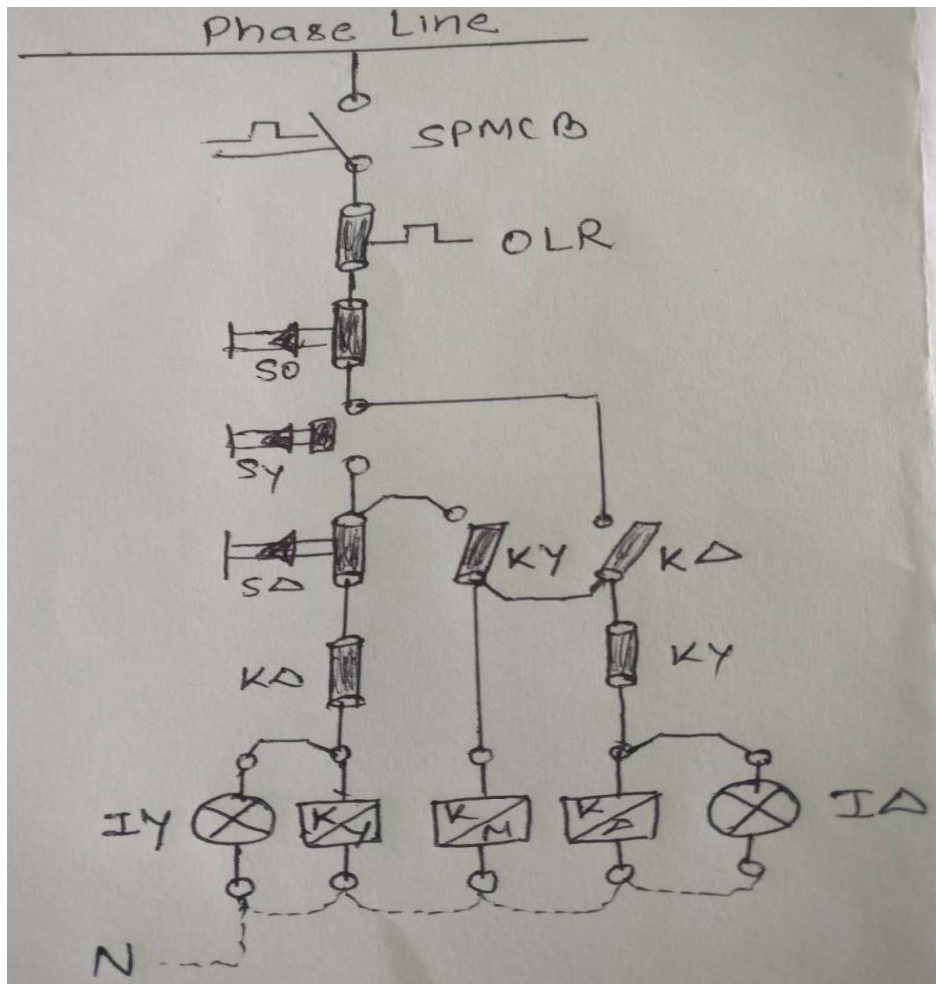 Phase Line
SPMCB
OLR
SO
SY
SΔ
KY
KΔ
KΔ
KY
IY
K Y
K M
K Δ
IΔ
N